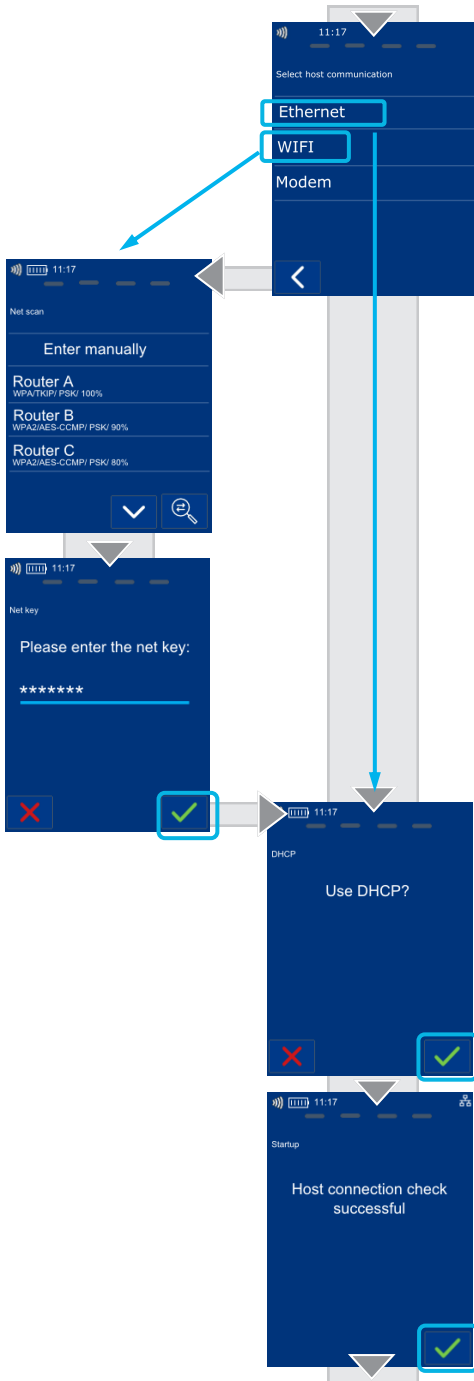 11:17
Select host communication
Ethernet
WIFI
Modem
11:17
Net scan
Enter manually
Router A
WPA/TKIP/ PSK/ 100%
Router B
WPA2/AES-CCMP/ PSK/ 90%
Router C
WPA2/AES-CCMP/ PSK/ 80%
11:17
Net key
Please enter the net key:
*******
11:17
DHCP
Use DHCP?
11:17
Startup
Host connection check
successful